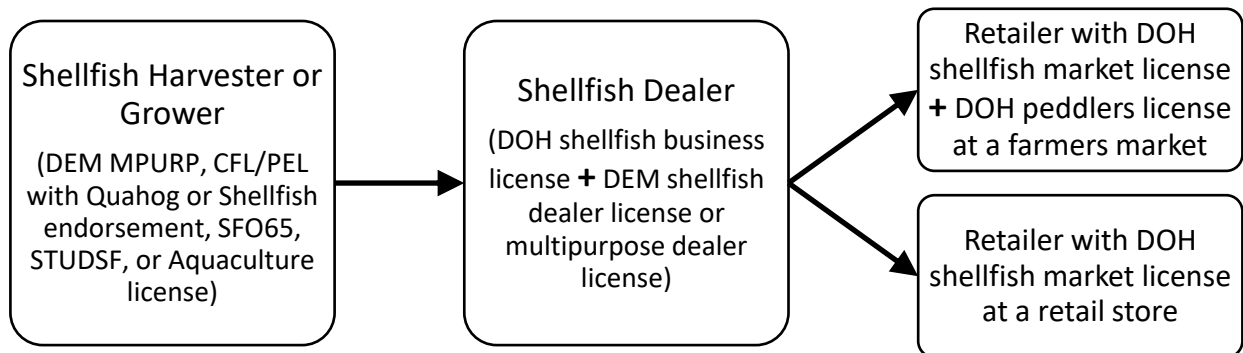 Shellfish Harvester or
Grower
(DEM MPURP, CFL/PEL
with Quahog or Shellfish
endorsement, SFO65,
STUDSF, or Aquaculture
license)
Shellfish Dealer
(DOH shellfish business
license + DEM shellfish
dealer license or
multipurpose dealer
license)
Retailer with DOH
shellfish market license
+ DOH peddlers license
at a farmers market
Retailer with DOH
shellfish market license
at a retail store